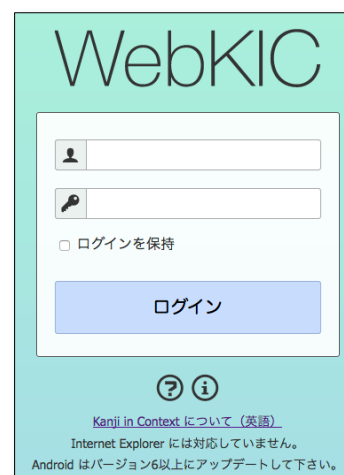 WebKIC
ログインを保持
ログイン
Kanji in Context について（英語）
Internet Explorer には対応していません。
Android はバージョン6以上にアップデートして下さい。